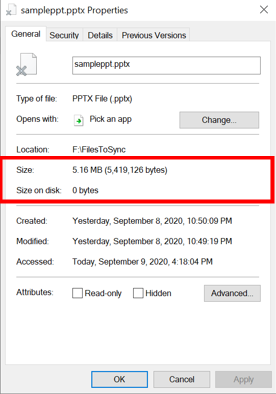 sampleppt.pptx Properties
General Security Details Previous Versions
sampleppt.pptx
Type of file: PPTX File (.pptx)
Opens with: Pick an app Change...
Location: F:\FilesToSync
Size: 5.16 MB (5,419,126 bytes)
Size on disk: 0 bytes
Created: Yesterday, September 8, 2020, 10:50:09 PM
Modified: Yesterday, September 8, 2020, 10:49:19 PM
Accessed: Today, September 9, 2020, 4:18:04 PM
Attributes: Read-only Hidden Advanced...
OK Cancel Apply